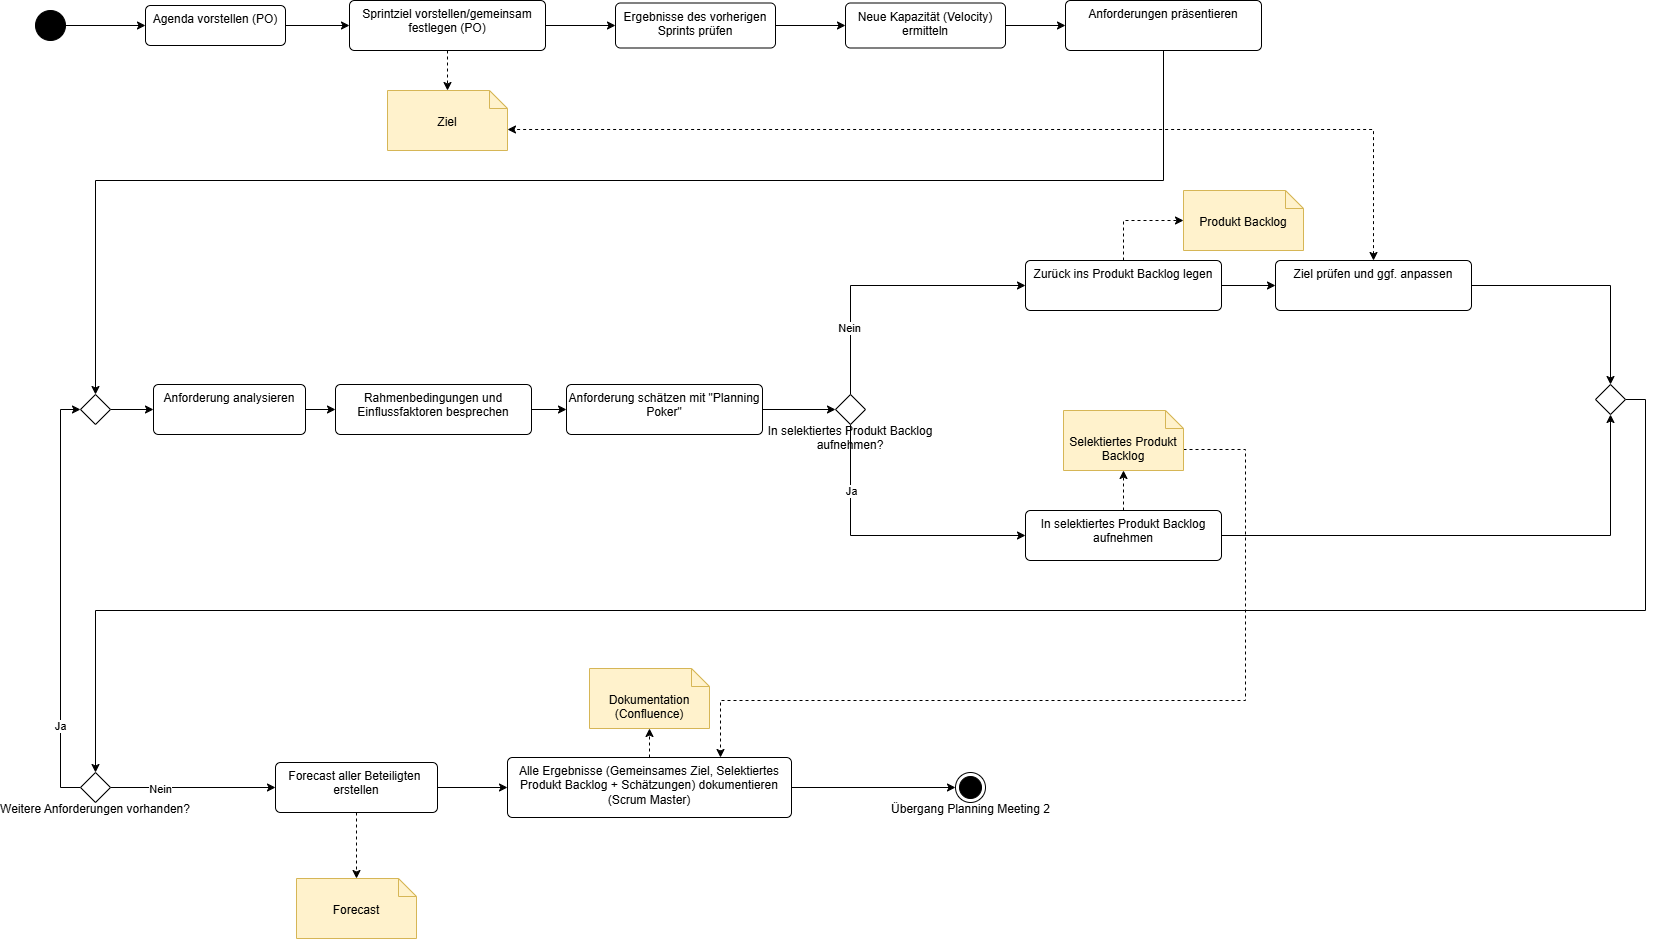 Agenda vorstellen (PO)
Sprintziel vorstellen/gemeinsam
festlegen (PO)
Ergebnisse des vorherigen
Sprints prüfen
Neue Kapazität (Velocity)
ermitteln
Anforderungen präsentieren
Ziel
Produkt Backlog
Zurück ins Produkt Backlog legen
Ziel prüfen und ggf. anpassen
Nein
Anforderung analysieren
Rahmenbedingungen und
Einflussfaktoren besprechen
Anforderung schätzen mit "Planning
Poker"
In selektiertes Produkt Backlog
aufnehmen?
Selektiertes Produkt
Backlog
Ja
In selektiertes Produkt Backlog
aufnehmen
Ja
Dokumentation
(Confluence)
Weitere Anforderungen vorhanden?
Nein
Forecast aller Beteiligten
erstellen
Alle Ergebnisse (Gemeinsames Ziel, Selektiertes
Produkt Backlog + Schätzungen) dokumentieren
(Scrum Master)
Übergang Planning Meeting 2
Forecast